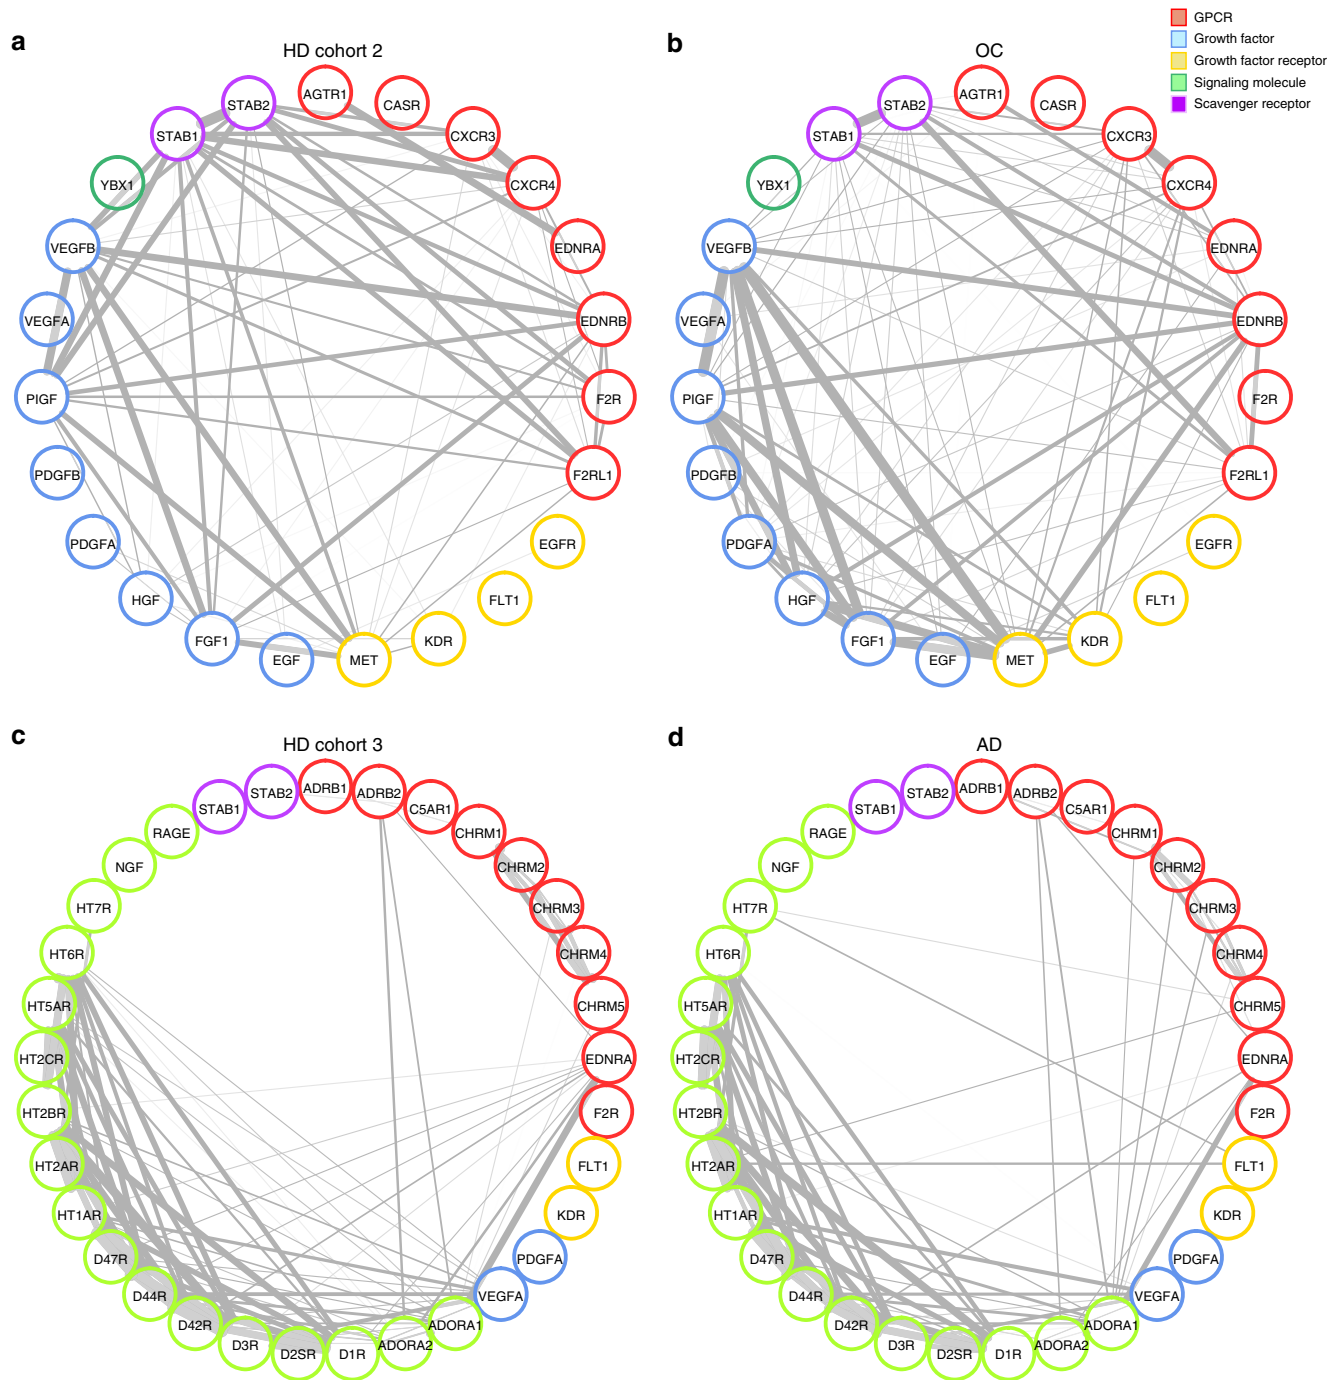 GPCR
Growth factor
Growth factor receptor
Signaling molecule
Scavenger receptor
a
HD cohort 2
STAB2
AGTR1
CASR
STAB1
CXCR3
YBX1
CXCR4
VEGFB
EDNRA
VEGFA
EDNRB
PIGF
F2R
PDGFB
F2RL1
PDGFA
EGFR
HGF
FLT1
FGF1
KDR
EGF
MET
b
OC
STAB2
AGTR1
CASR
STAB1
CXCR3
YBX1
CXCR4
VEGFB
EDNRA
VEGFA
EDNRB
PIGF
F2R
PDGFB
F2RL1
PDGFA
EGFR
HGF
FLT1
FGF1
KDR
EGF
MET
c
HD cohort 3
STAB1
STAB2
ADRB1
ADRB2
C5AR1
RAGE
CHRM1
NGF
CHRM2
HT7R
CHRM3
HT6R
CHRM4
HT5AR
CHRM5
HT2CR
EDNRA
HT2BR
F2R
HT2AR
FLT1
HT1AR
KDR
D47R
PDGFA
D44R
VEGFA
D42R
ADORA1
D3R
D2SR
D1R
ADORA2
d
AD
STAB1
STAB2
ADRB1
ADRB2
C5AR1
RAGE
CHRM1
NGF
CHRM2
HT7R
CHRM3
HT6R
CHRM4
HT5AR
CHRM5
HT2CR
EDNRA
HT2BR
F2R
HT2AR
FLT1
HT1AR
KDR
D47R
PDGFA
D44R
VEGFA
D42R
ADORA1
D3R
D2SR
D1R
ADORA2